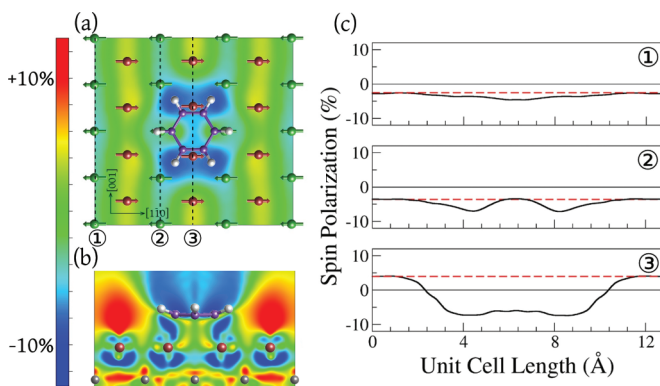 (a)
+10%
-10%
[001]
[110]
① ② ③
(b)
(c)
Spin Polarization (%)
10
0
-10
①
10
0
-10
②
10
0
-10
③
0 4 8 12
Unit Cell Length (Å)